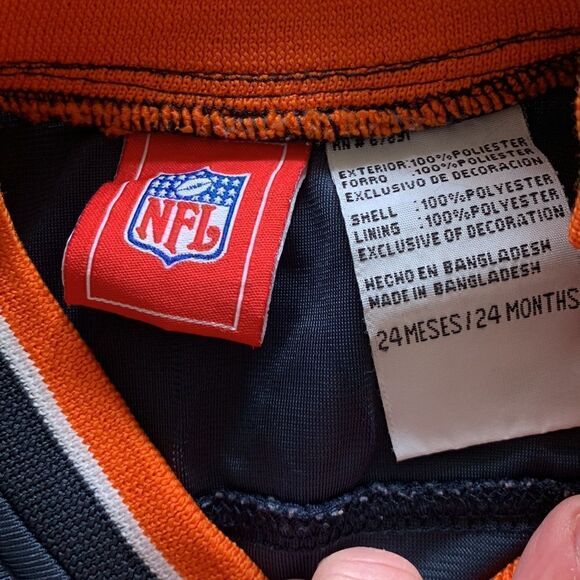 NFL
RN # 67891
EXTERIOR:100%POLIESTER
FORRO :100%POLIESTER
EXCLUSIVO DE DECORACION
SHELL :100%POLYESTER
LINING :100%POLYESTER
EXCLUSIVE OF DECORATION
HECHO EN BANGLADESH
MADE IN BANGLADESH
24 MESES/24 MONTHS